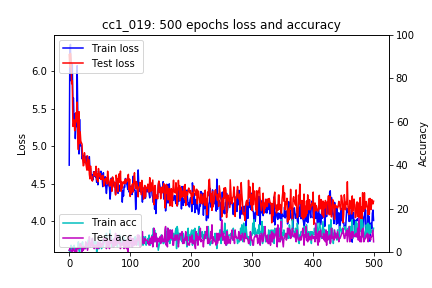 cc1_019: 500 epochs loss and accuracy
Train loss
Test loss
Train acc
Test acc
Loss
Accuracy
6.0
5.5
5.0
4.5
4.0
100
80
60
40
20
0
0
100
200
300
400
500